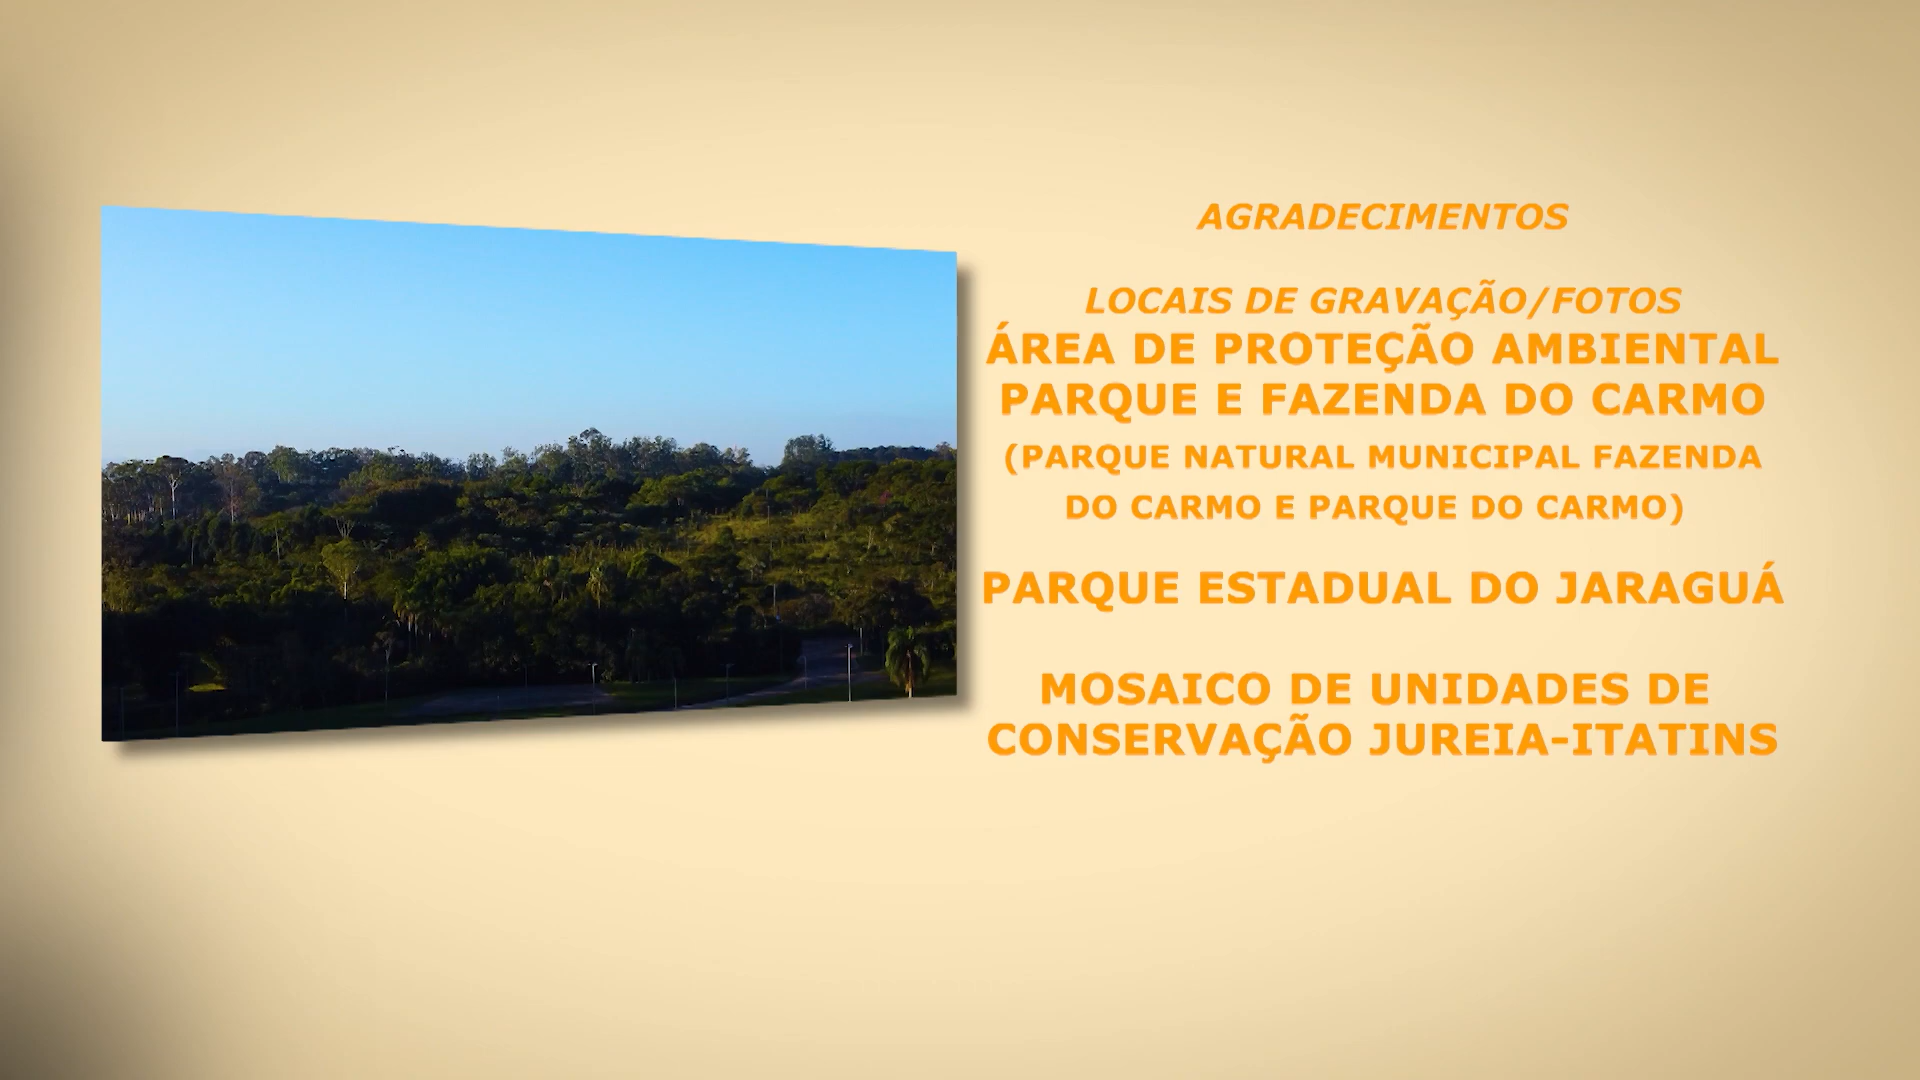 AGRADECIMENTOS
LOCAIS DE GRAVAÇÃO/FOTOS
ÁREA DE PROTEÇÃO AMBIENTAL
PARQUE E FAZENDA DO CARMO
(PARQUE NATURAL MUNICIPAL FAZENDA
DO CARMO E PARQUE DO CARMO)
PARQUE ESTADUAL DO JARAGUÁ
MOSAICO DE UNIDADES DE
CONSERVAÇÃO JUREIA-ITATINS